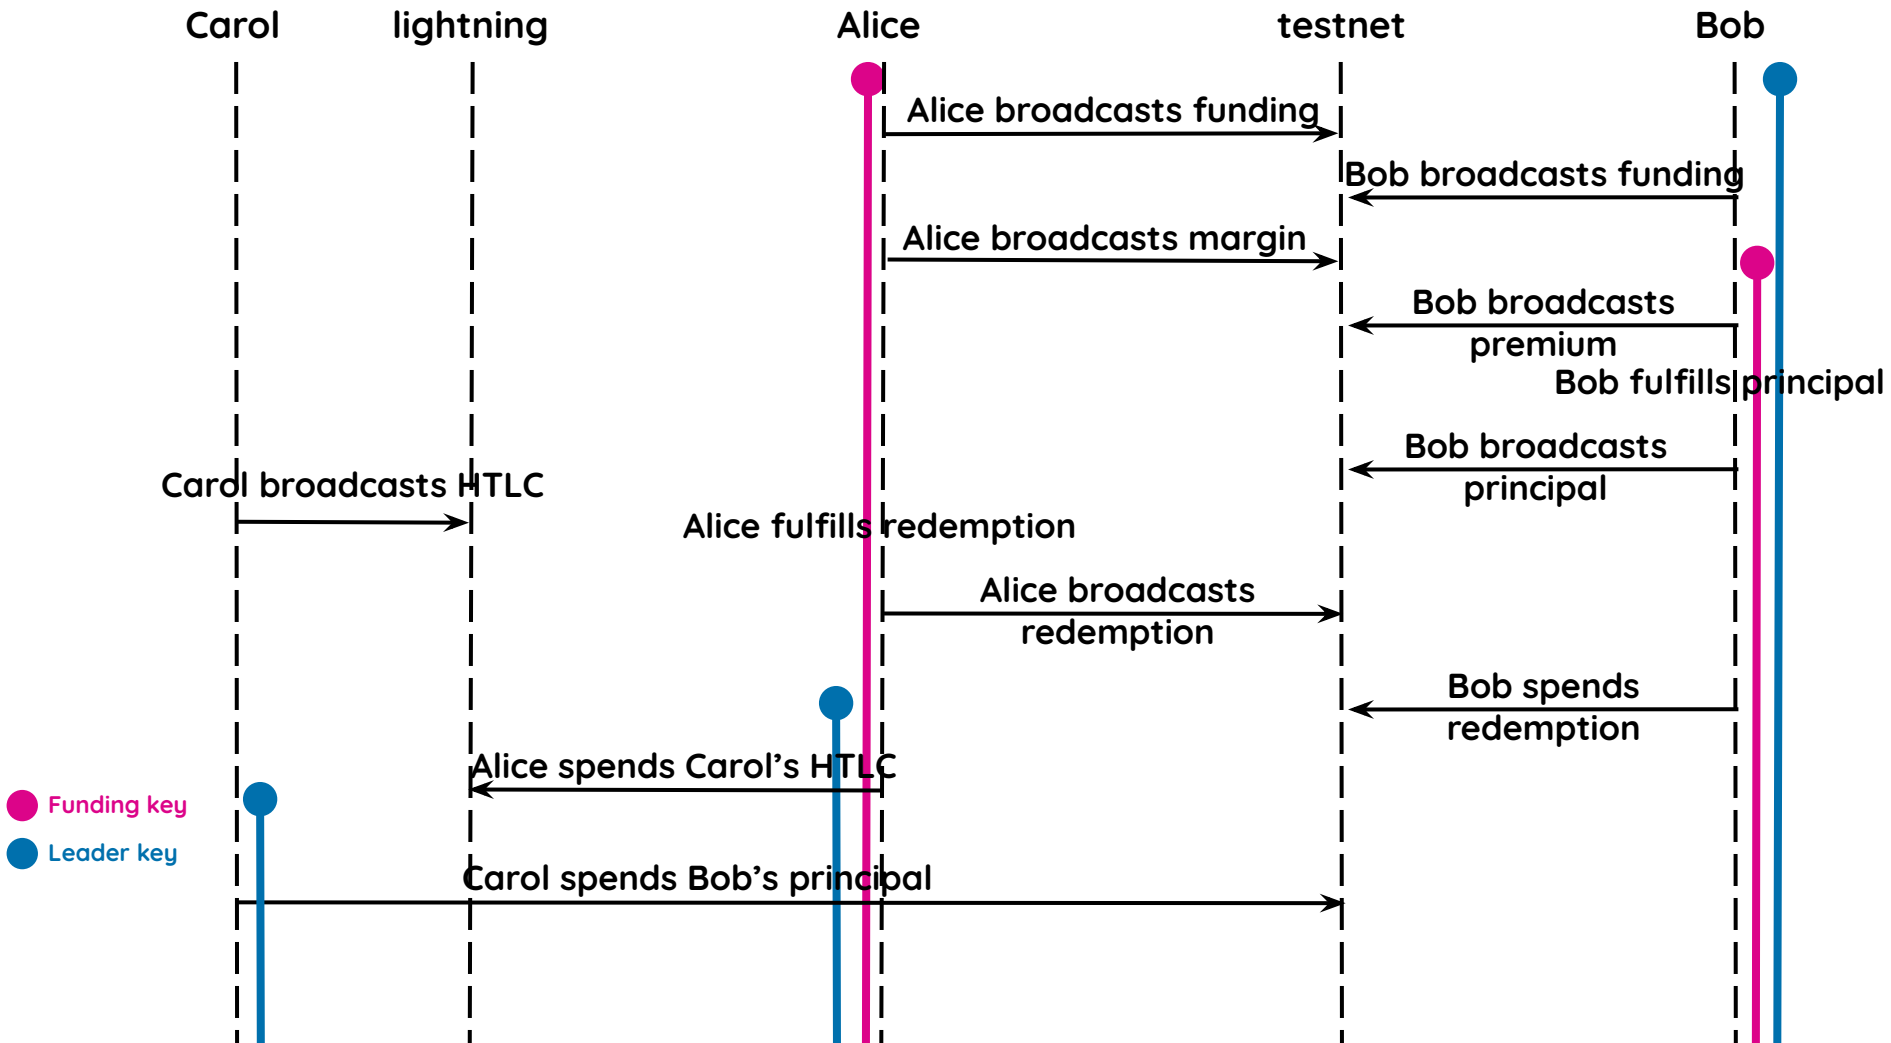 Carol
lightning
Alice
testnet
Bob
Alice broadcasts funding
Bob broadcasts funding
Alice broadcasts margin
Bob broadcasts
premium
Bob fulfills principal
Bob broadcasts
principal
Carol broadcasts HTLC
Alice fulfills redemption
Alice broadcasts
redemption
Bob spends
redemption
Alice spends Carol’s HTLC
Funding key
Leader key
Carol spends Bob’s principal